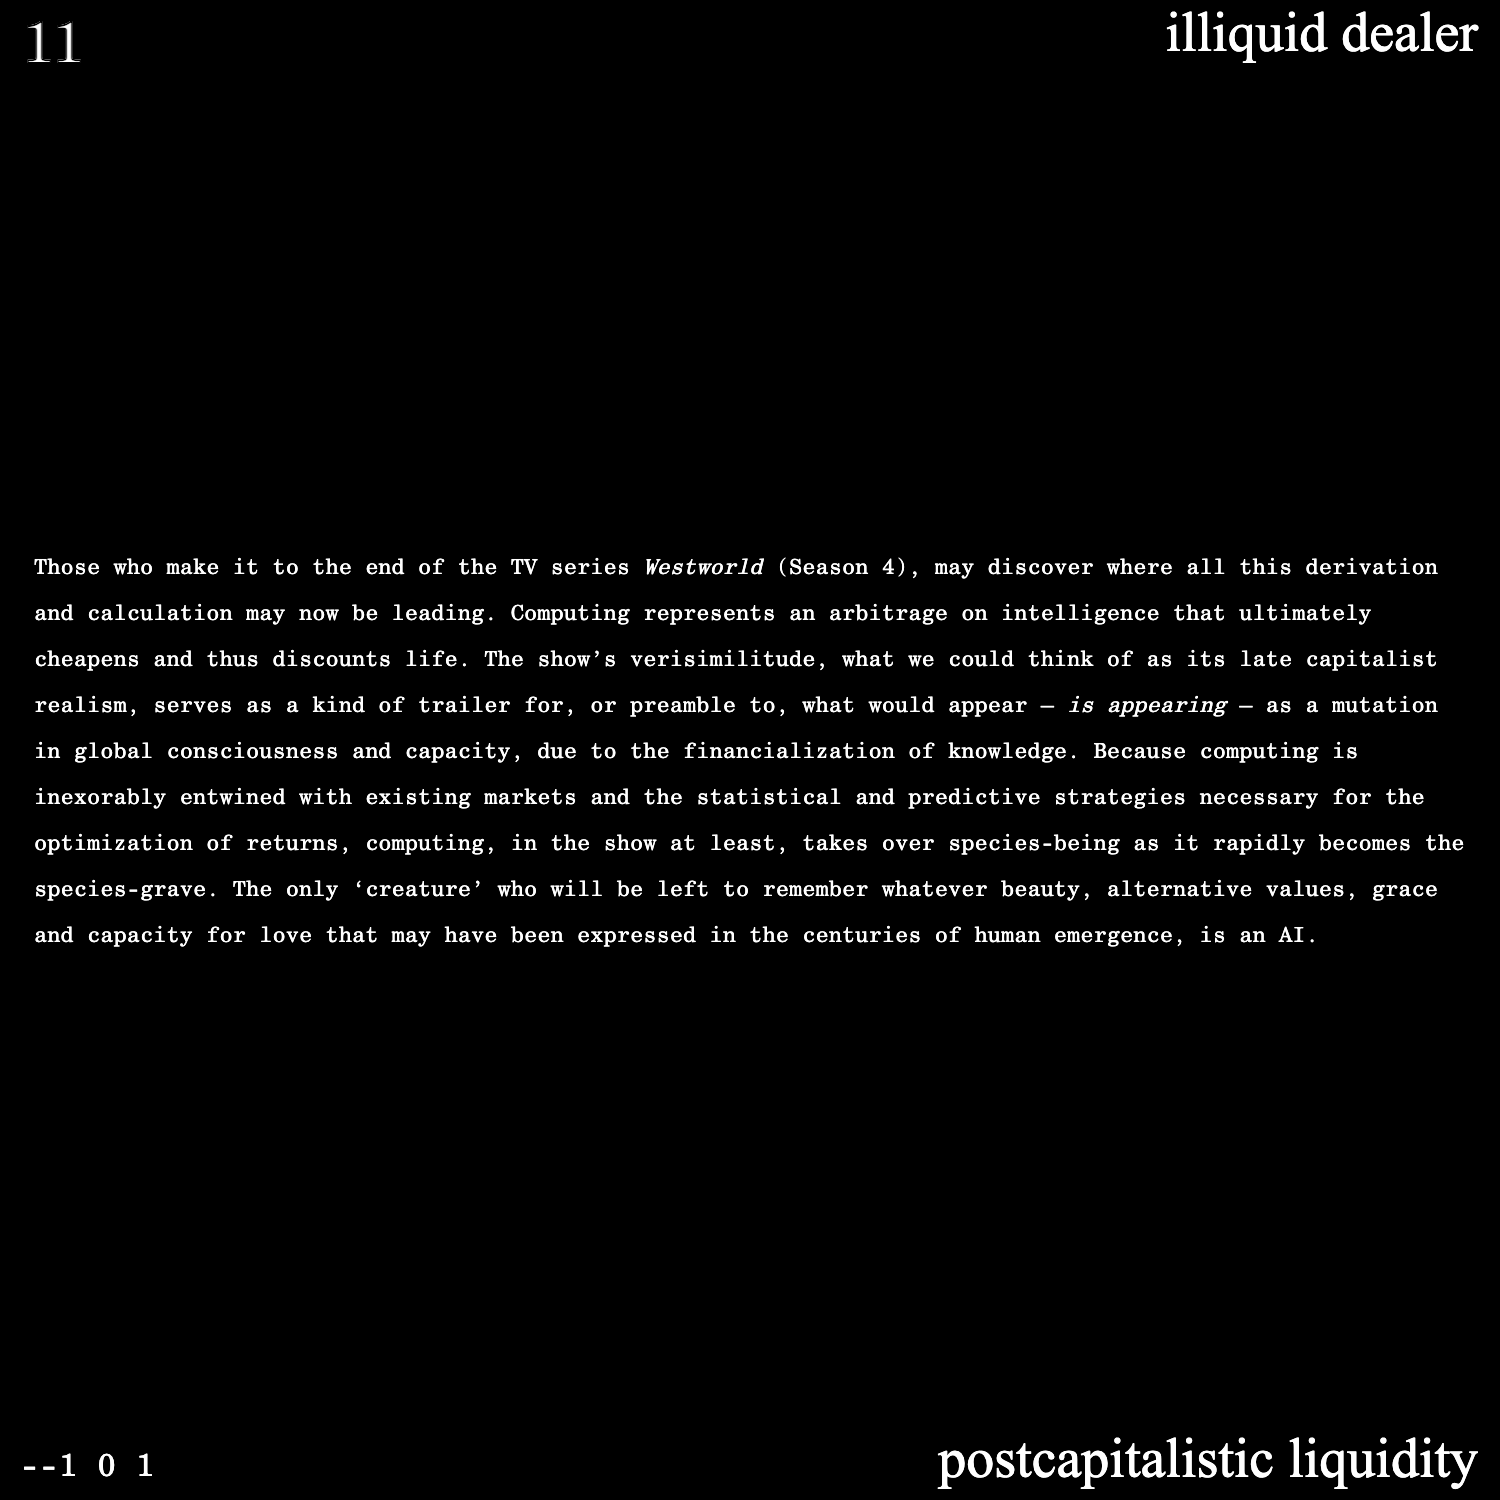 11
illiquid dealer
Those who make it to the end of the TV series Westworld (Season 4), may discover where all this derivation
and calculation may now be leading. Computing represents an arbitrage on intelligence that ultimately
cheapens and thus discounts life. The show’s verisimilitude, what we could think of as its late capitalist
realism, serves as a kind of trailer for, or preamble to, what would appear – is appearing – as a mutation
in global consciousness and capacity, due to the financialization of knowledge. Because computing is
inexorably entwined with existing markets and the statistical and predictive strategies necessary for the
optimization of returns, computing, in the show at least, takes over species-being as it rapidly becomes the
species-grave. The only ‘creature’ who will be left to remember whatever beauty, alternative values, grace
and capacity for love that may have been expressed in the centuries of human emergence, is an AI.
--1 0 1
postcapitalistic liquidity